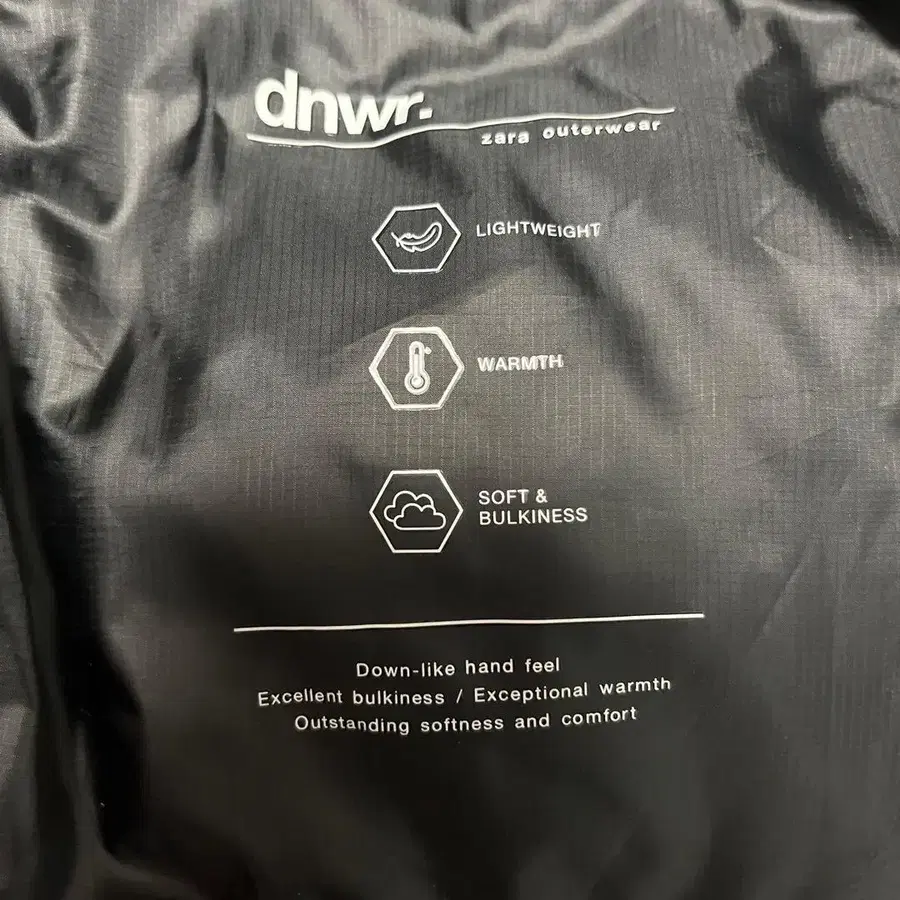 dnwr.
zara outerwear
LIGHTWEIGHT
WARMTH
SOFT &
BULKINESS
Down-like hand feel
Excellent bulkiness / Exceptional warmth
Outstanding softness and comfort